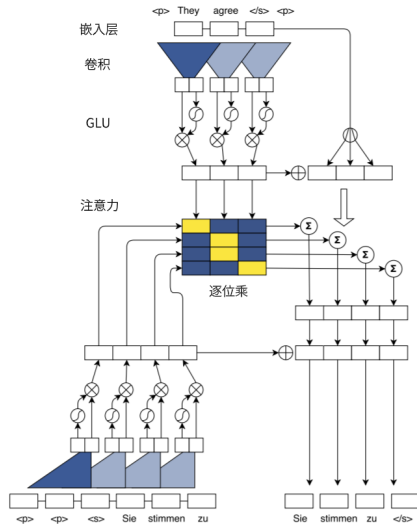 <p> They agree </s> <p>
嵌入层
卷积
GLU
注意力
Σ
Σ
Σ
Σ
逐位乘
<p> <p> <s> Sie stimmen zu
Sie stimmen zu </s>